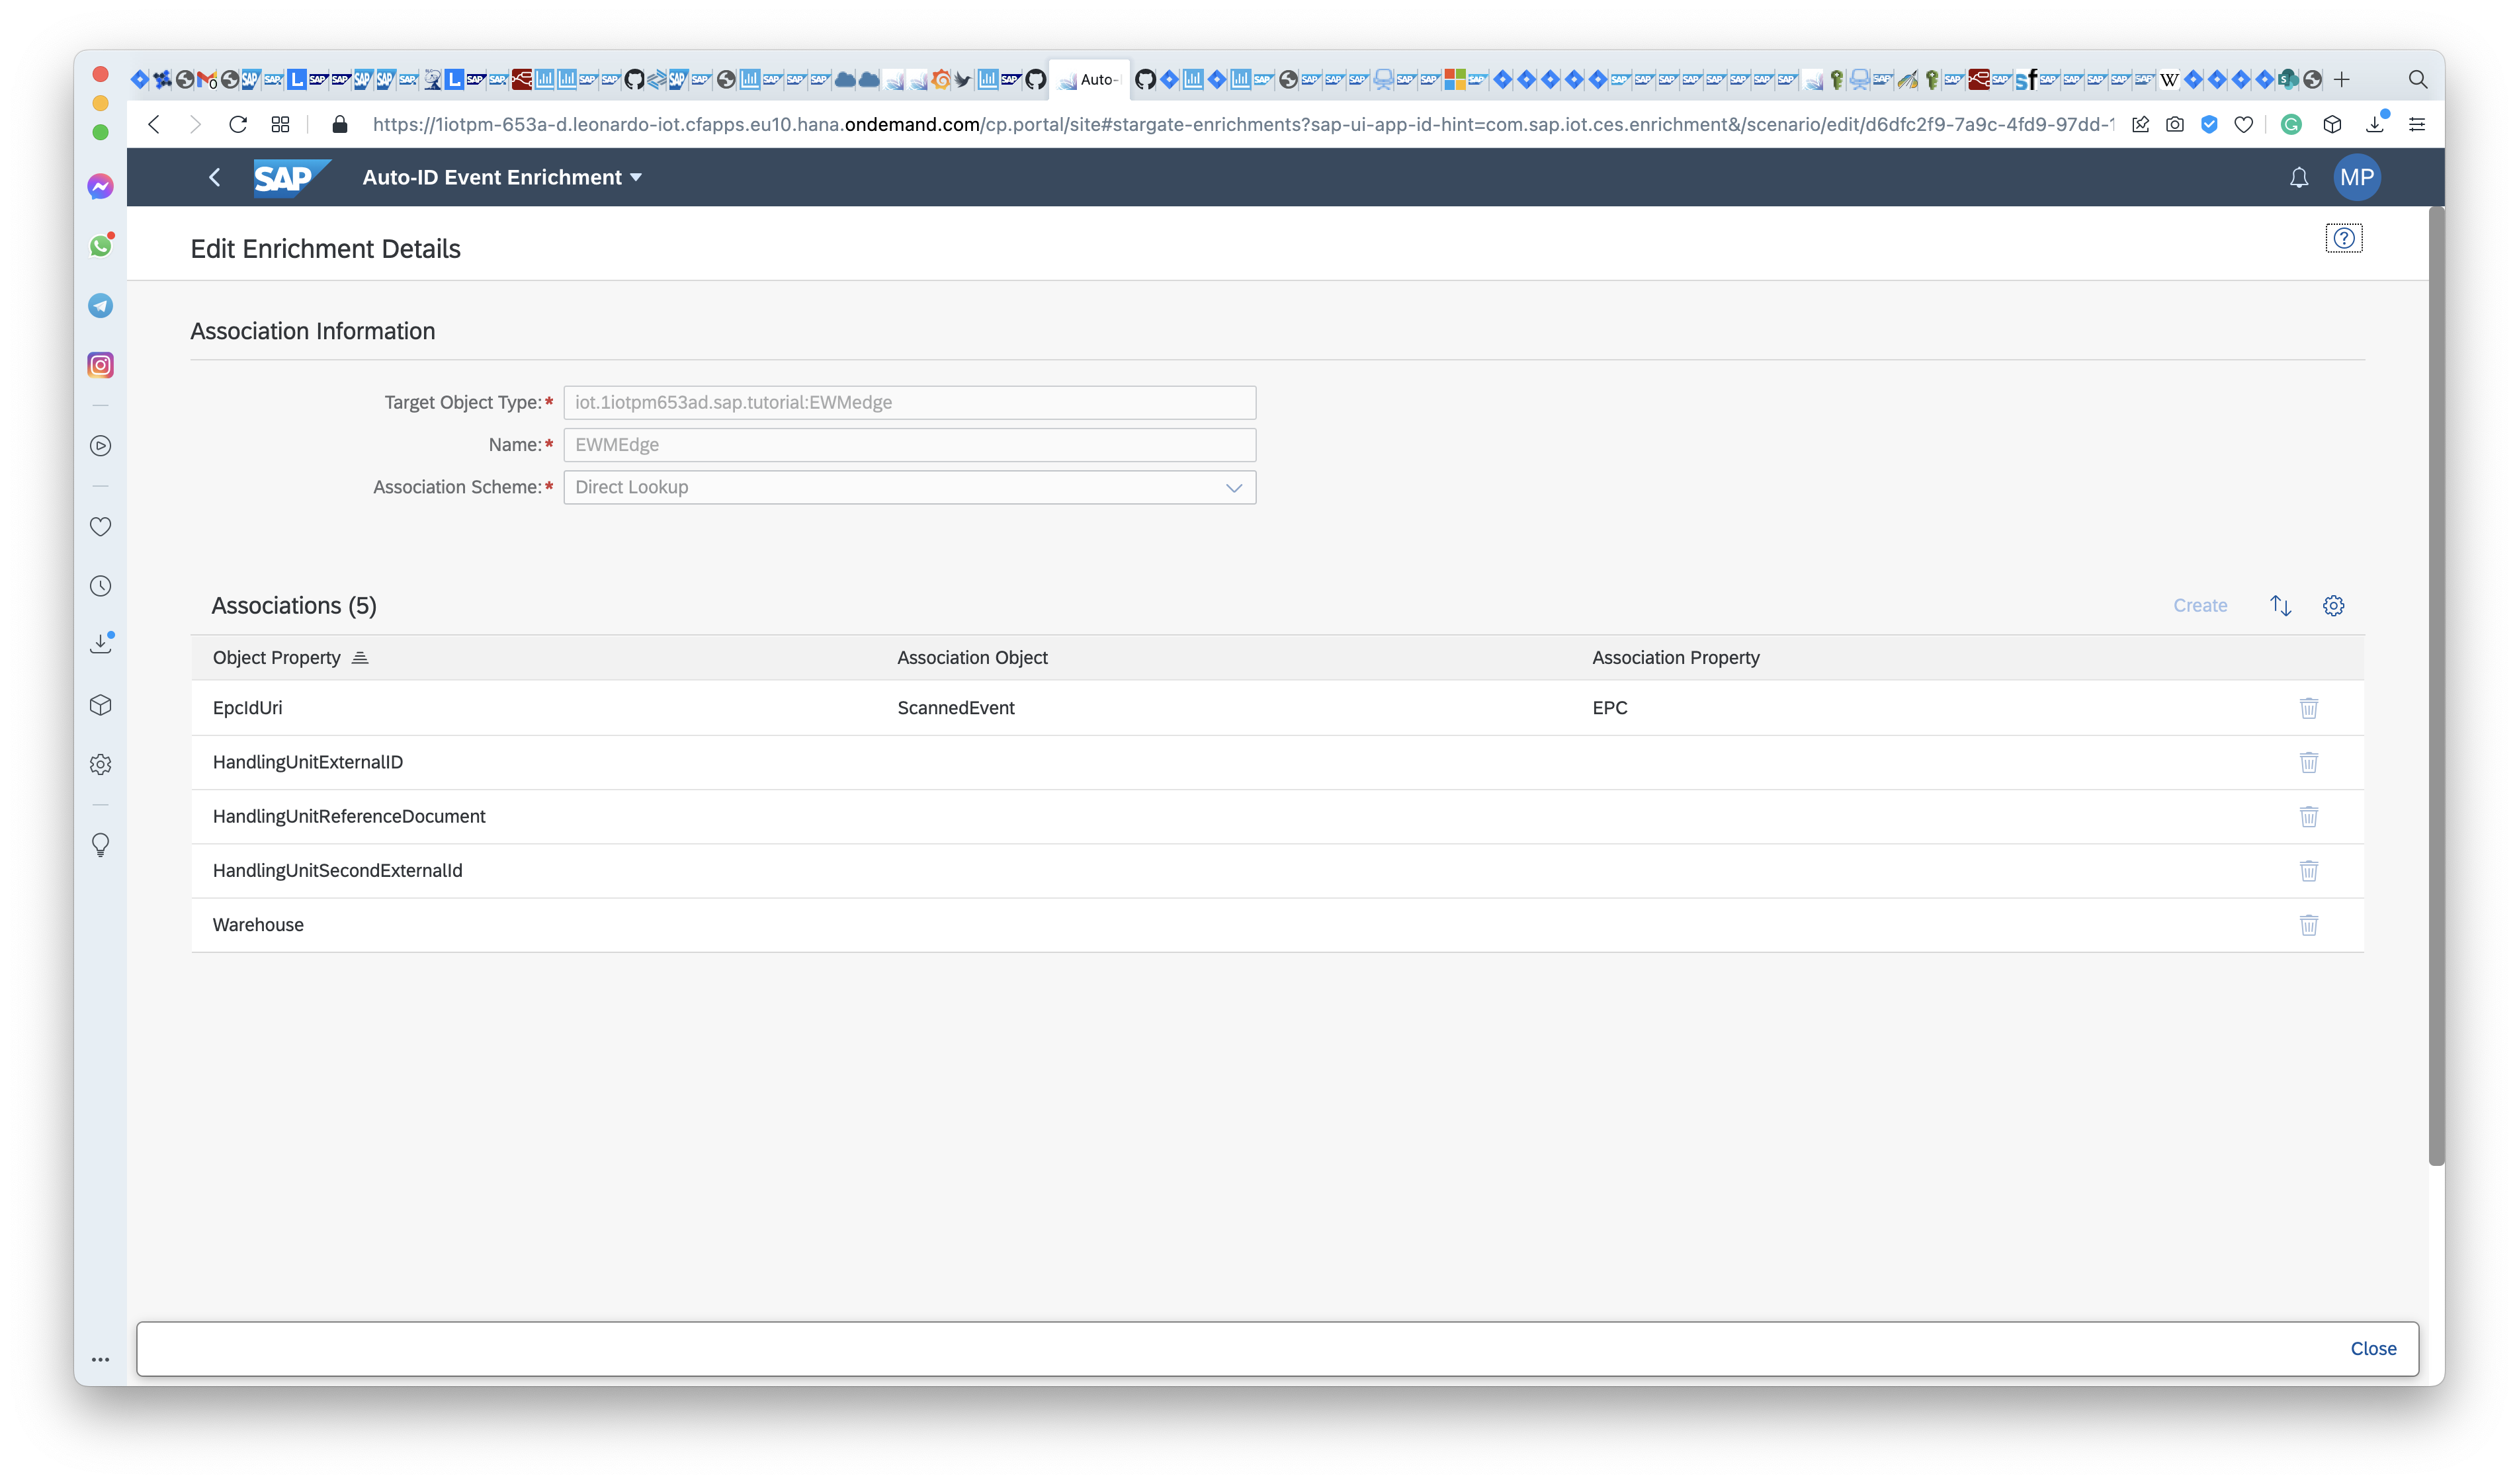 Auto-
https://1iotpm-653a-d.leonardo-iot.cfapps.eu10.hana.ondemand.com/cp.portal/site#stargate-enrichments?sap-ui-app-id-hint=com.sap.iot.ces.enrichment&/scenario/edit/d6dfc2f9-7a9c-4fd9-97dd-1
SAP Auto-ID Event Enrichment MP
Edit Enrichment Details
Association Information
Target Object Type:* iot.1iotpm653ad.sap.tutorial:EWMedge
Name:* EWMEdge
Association Scheme:* Direct Lookup
Associations (5) Create
Object Property Association Object Association Property
EpcIdUri ScannedEvent EPC
HandlingUnitExternalID
HandlingUnitReferenceDocument
HandlingUnitSecondExternalId
Warehouse
Close